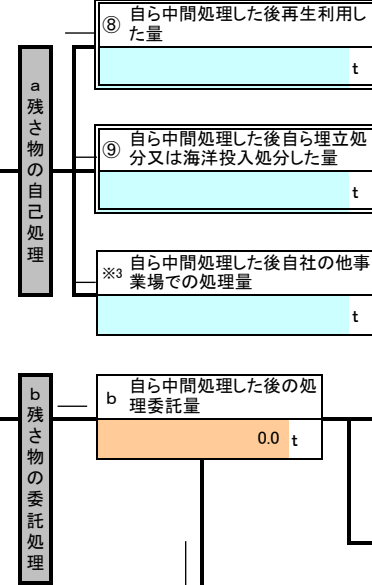 ⑧ 自ら中間処理した後再生利用し
た量
t
a残さ物の自己処理
⑨ 自ら中間処理した後自ら埋立処
分又は海洋投入処分した量
t
※3 自ら中間処理した後自社の他事
業場での処理量
t
b残さ物の委託処理
b 自ら中間処理した後の処
理委託量
0.0 t